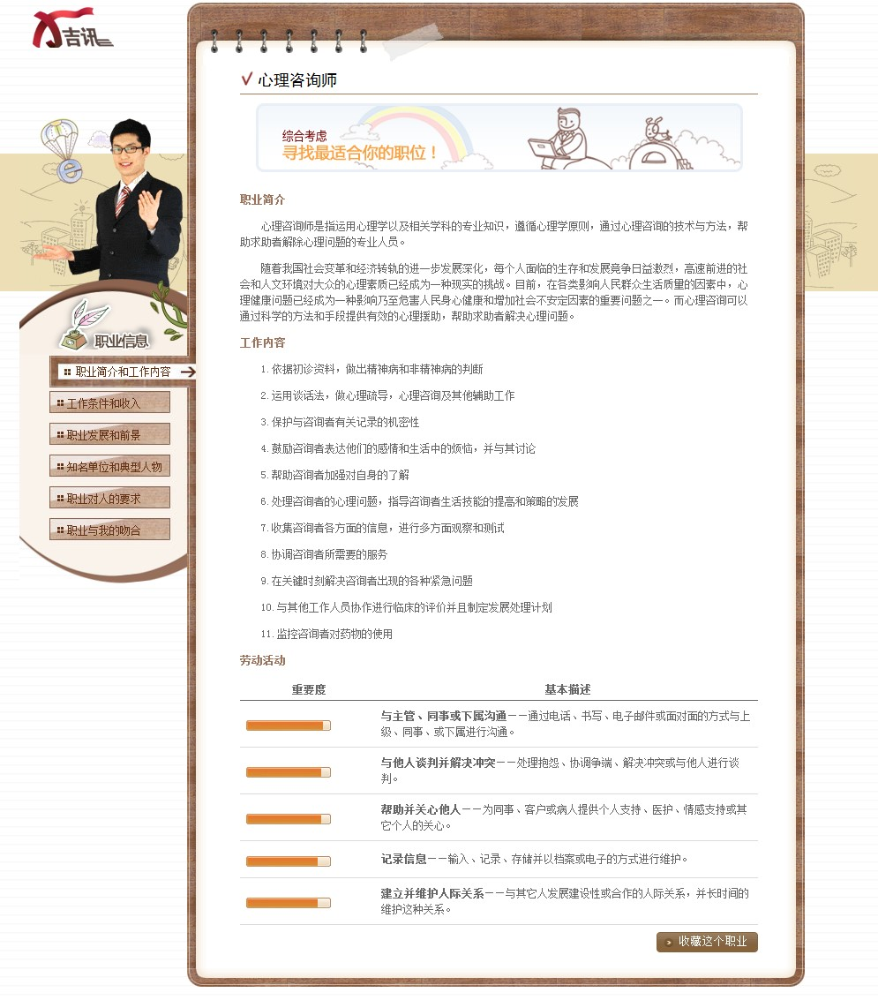 吉讯
心理咨询师
综合考虑
寻找最适合你的职位！
职业信息
职业简介和工作内容
工作条件和收入
职业发展和前景
知名单位和典型人物
职业对人的要求
职业与我的吻合
职业简介
心理咨询师是指运用心理学以及相关学科的专业知识，遵循心理学原则，通过心理咨询的技术与方法，帮
助求助者解除心理问题的专业人员。
随着我国社会变革和经济转轨的进一步发展深化，每个人面临的生存和发展竞争日益激烈，高速前进的社
会和人文环境对大众的心理素质已经成为一种现实的挑战。目前，在各类影响人民群众生活质量的因素中，心
理健康问题已经成为一种影响乃至危害人民身心健康和增加社会不安定因素的重要问题之一。而心理咨询可以
通过科学的方法和手段提供有效的心理援助，帮助求助者解决心理问题。
工作内容
1. 依据初诊资料，做出精神病和非精神病的判断
2. 运用谈话法，做心理疏导，心理咨询及其他辅助工作
3. 保护与咨询者有关记录的机密性
4. 鼓励咨询者表达他们的感情和生活中的烦恼，并与其讨论
5. 帮助咨询者加强对自身的了解
6. 处理咨询者的心理问题，指导咨询者生活技能的提高和策略的发展
7. 收集咨询者各方面的信息，进行多方面观察和测试
8. 协调咨询者所需要的服务
9. 在关键时刻解决咨询者出现的各种紧急问题
10. 与其他工作人员协作进行临床的评价并且制定发展处理计划
11. 监控咨询者对药物的使用
劳动活动
重要度 基本描述
与主管、同事或下属沟通——通过电话、书写、电子邮件或面对面的方式与上
级、同事、或下属进行沟通。
与他人谈判并解决冲突——处理抱怨、协调争端、解决冲突或与他人进行谈
判。
帮助并关心他人——为同事、客户或病人提供个人支持、医护、情感支持或其
它个人的关心。
记录信息——输入、记录、存储并以档案或电子的方式进行维护。
建立并维护人际关系——与其它人发展建设性或合作的人际关系，并长时间的
维护这种关系。
收藏这个职业